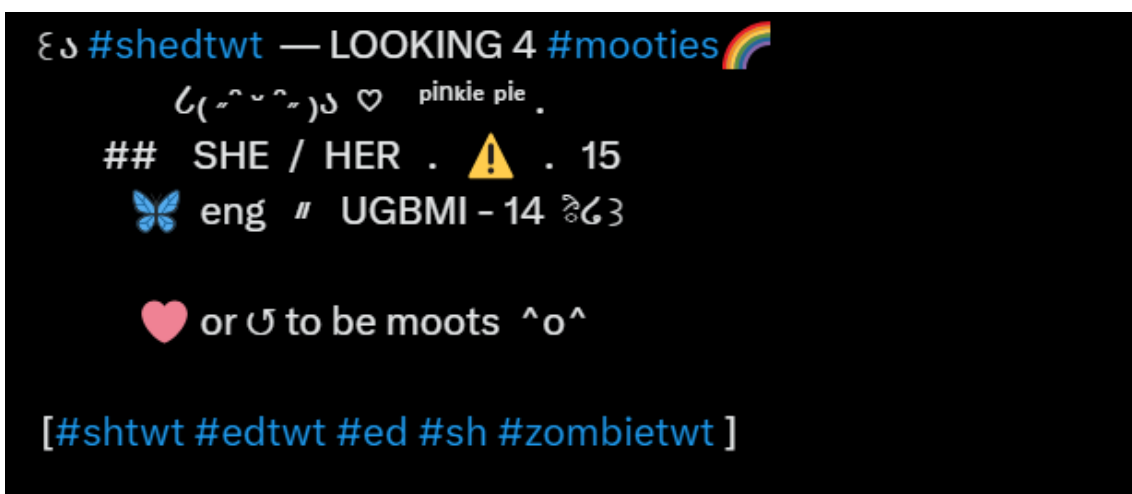 ꒰ა #shedtwt — LOOKING 4 #mooties🌈
૮₍ ˶ᵔ ᵕ ᵔ˶ ₎ა ♡ ᵖⁱⁿᵏⁱᵉ ᵖⁱᵉ .
## SHE / HER . ⚠️ . 15
🦋 eng 〃 UGBMI - 14 ೀ໒꒱
🩷 or ↺ to be moots ^o^
[#shtwt #edtwt #ed #sh #zombietwt ]